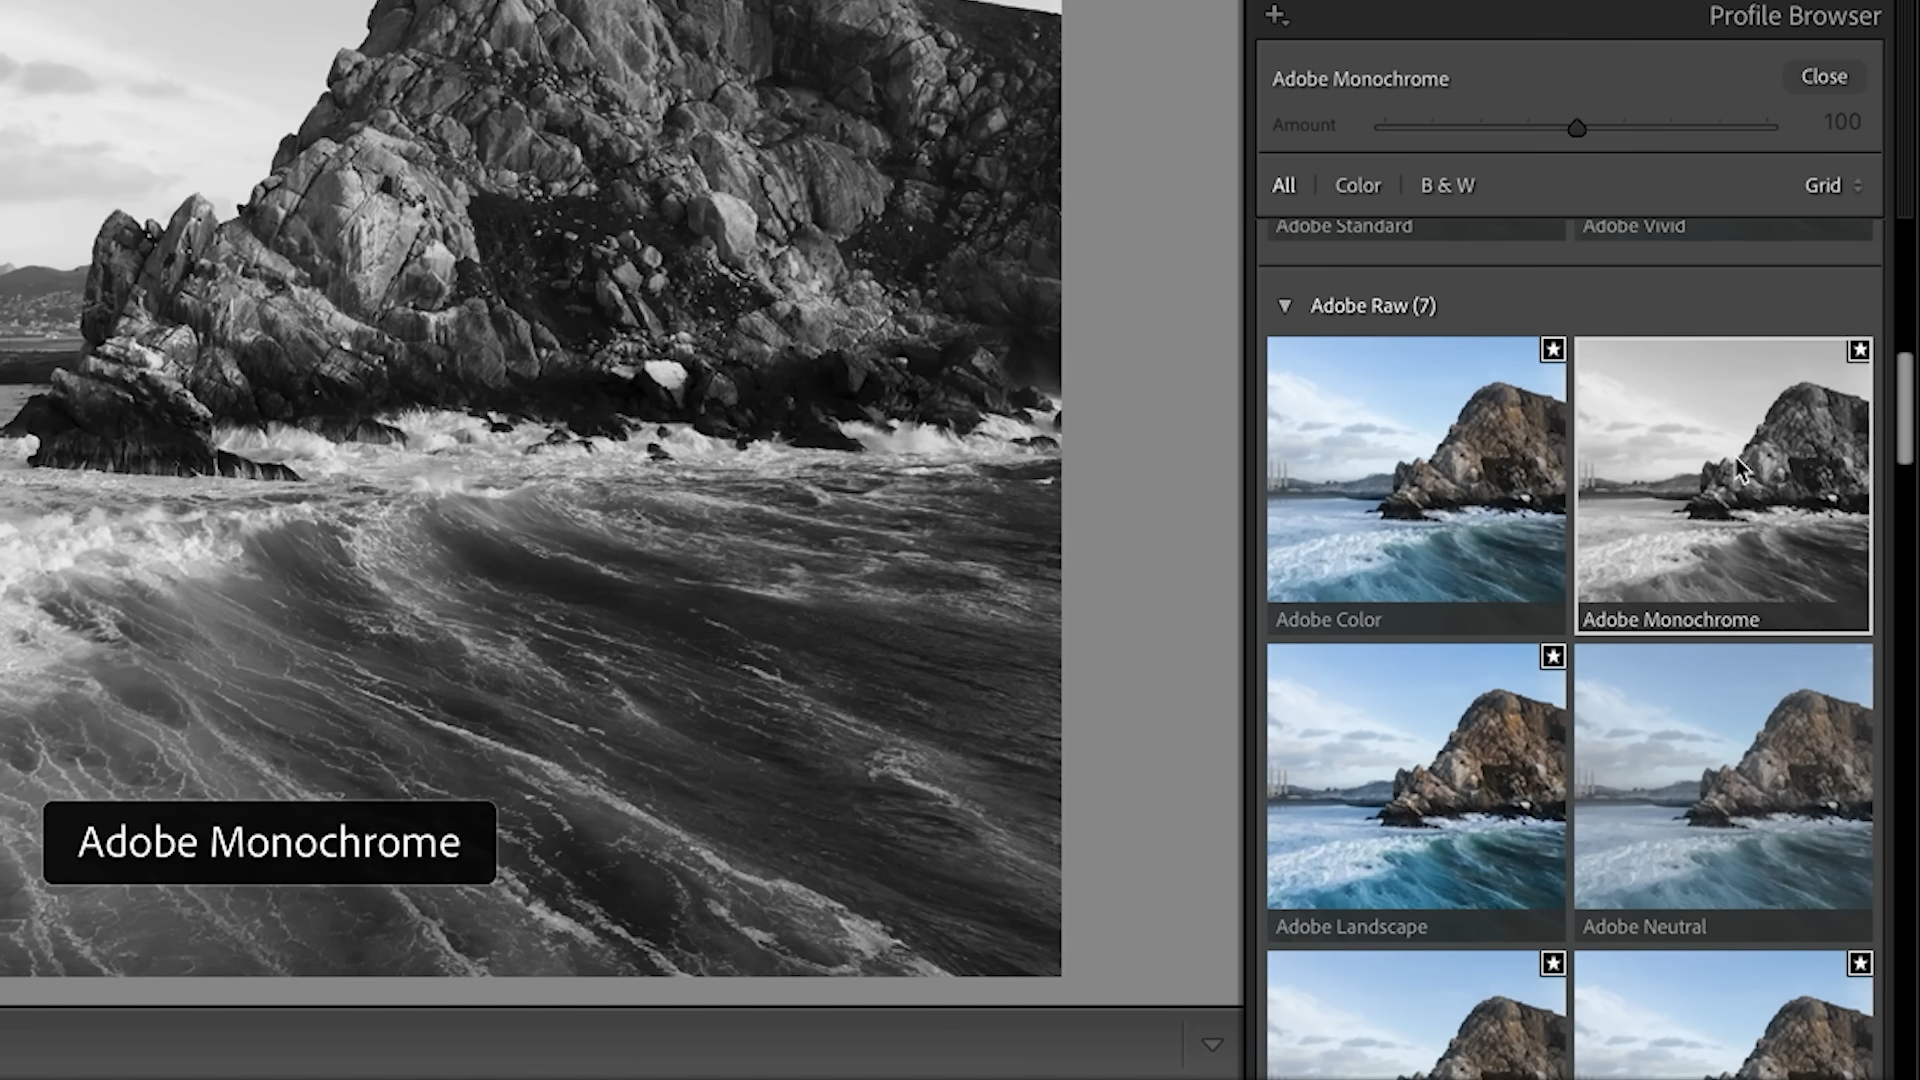 Profile Browser
Adobe Monochrome
Close
Amount
100
All
Color
B & W
Grid
Adobe Standard
Adobe Vivid
Adobe Raw (7)
Adobe Color
Adobe Monochrome
Adobe Landscape
Adobe Neutral
Adobe Monochrome